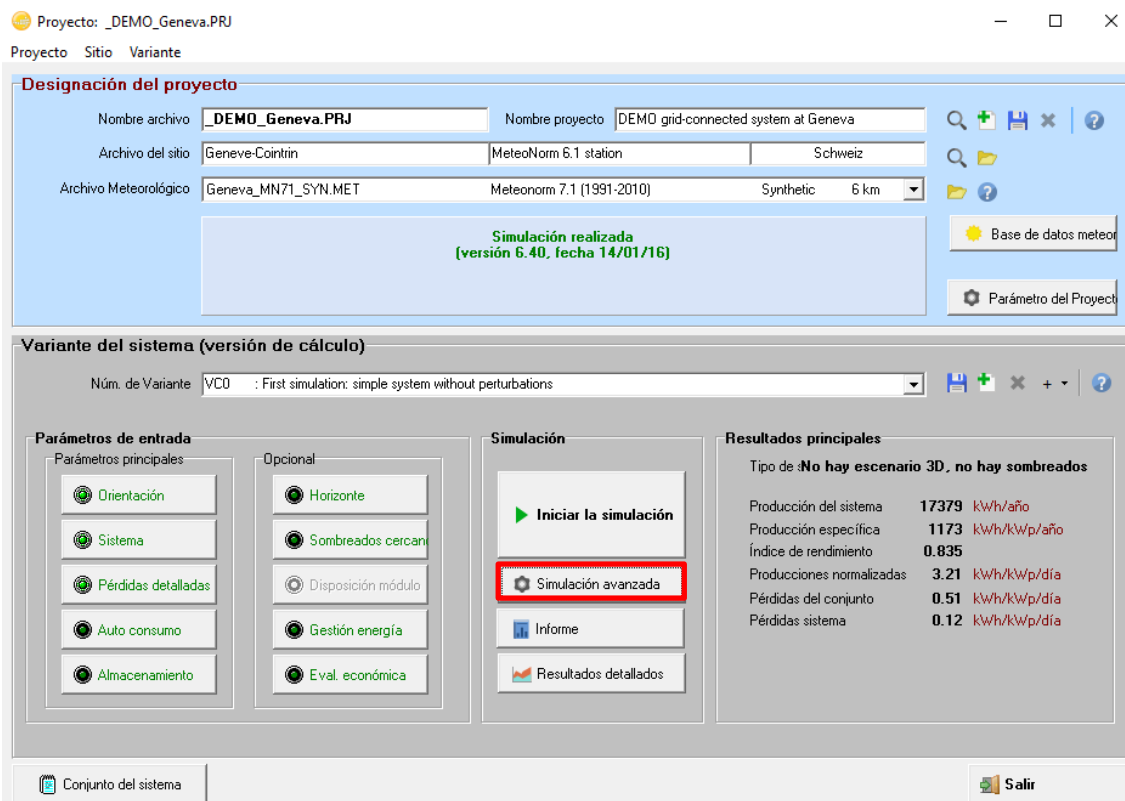 Proyecto: _DEMO_Geneva.PRJ
Proyecto Sitio Variante
Designación del proyecto
Nombre archivo _DEMO_Geneva.PRJ Nombre proyecto DEMO grid-connected system at Geneva
Archivo del sitio Geneve-Cointrin MeteoNorm 6.1 station Schweiz
Archivo Meteorológico Geneva_MN71_SYN.MET Meteonorm 7.1 (1991-2010) Synthetic 6 km
Simulación realizada
(versión 6.40, fecha 14/01/16)
Base de datos meteor
Parámetro del Proyect
Variante del sistema (versión de cálculo)
Núm. de Variante VC0 : First simulation: simple system without perturbations
Parámetros de entrada
Parámetros principales
Orientación
Sistema
Pérdidas detalladas
Auto consumo
Almacenamiento
Opcional
Horizonte
Sombreados cercan
Disposición módulo
Gestión energía
Eval. económica
Simulación
Iniciar la simulación
Simulación avanzada
Informe
Resultados detallados
Resultados principales
Tipo de :No hay escenario 3D, no hay sombreados
Producción del sistema 17379 kWh/año
Producción específica 1173 kWh/kWp/año
Índice de rendimiento 0.835
Producciones normalizadas 3.21 kWh/kWp/día
Pérdidas del conjunto 0.51 kWh/kWp/día
Pérdidas sistema 0.12 kWh/kWp/día
Conjunto del sistema
Salir